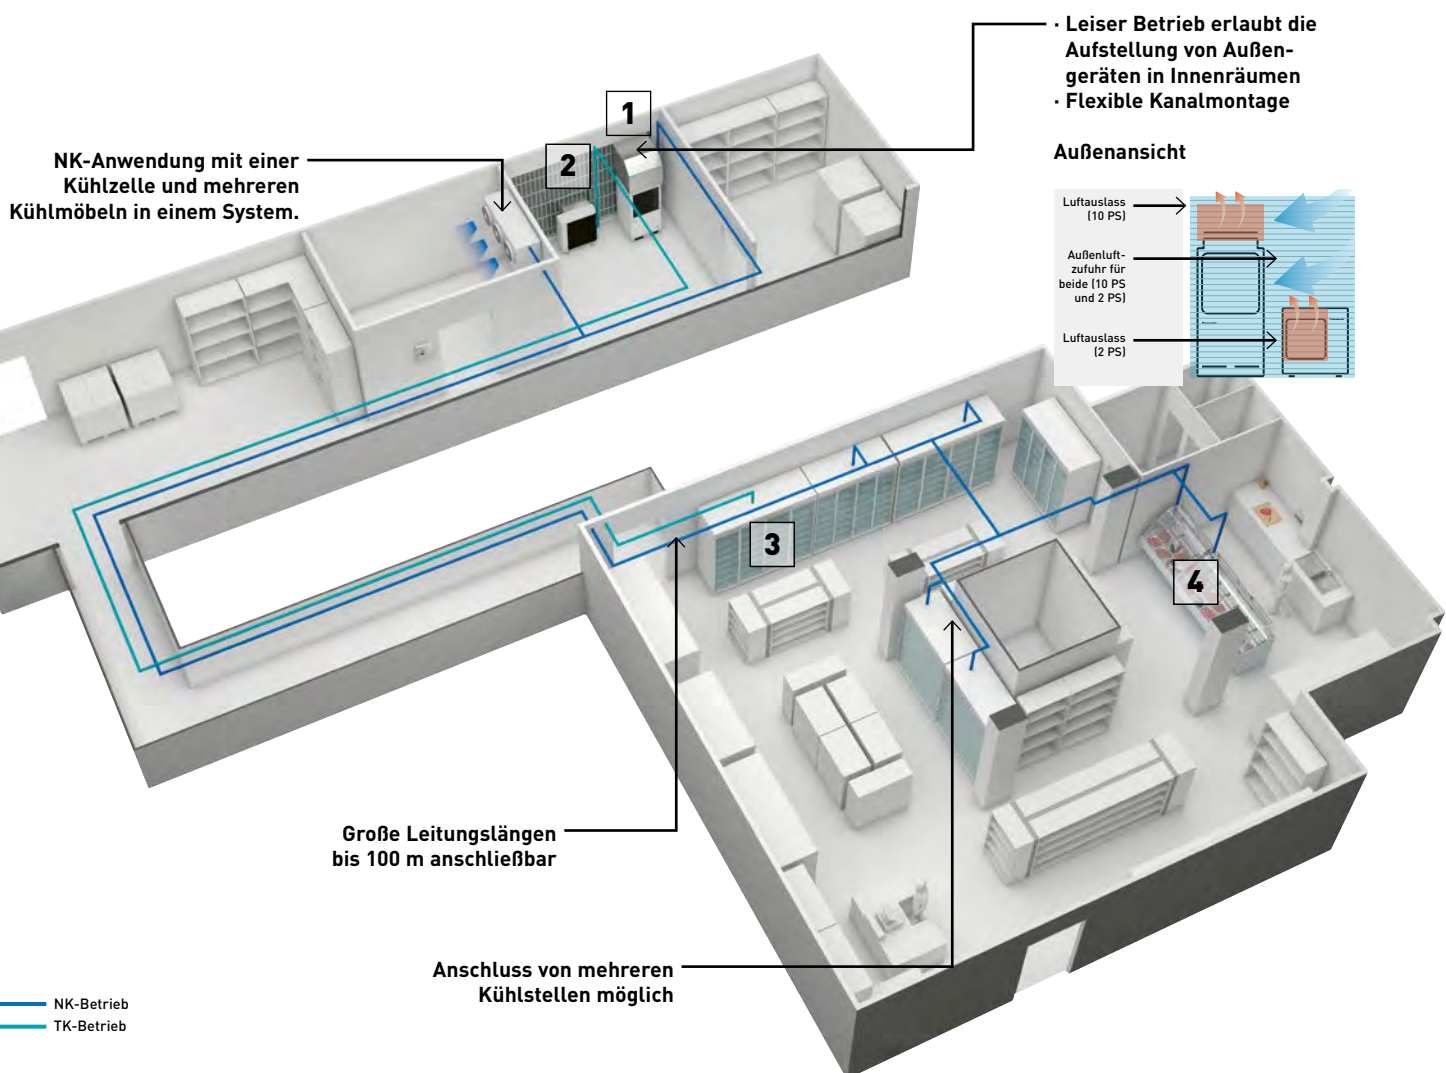 · Leiser Betrieb erlaubt die
Aufstellung von Außen-
geräten in Innenräumen
· Flexible Kanalmontage
1
2
NK-Anwendung mit einer
Kühlzelle und mehreren
Kühlmöbeln in einem System.
Außenansicht
Luftauslass
(10 PS)
Außenluft-
zufuhr für
beide (10 PS
und 2 PS)
Luftauslass
(2 PS)
3
4
Große Leitungslängen
bis 100 m anschließbar
Anschluss von mehreren
Kühlstellen möglich
NK-Betrieb
TK-Betrieb